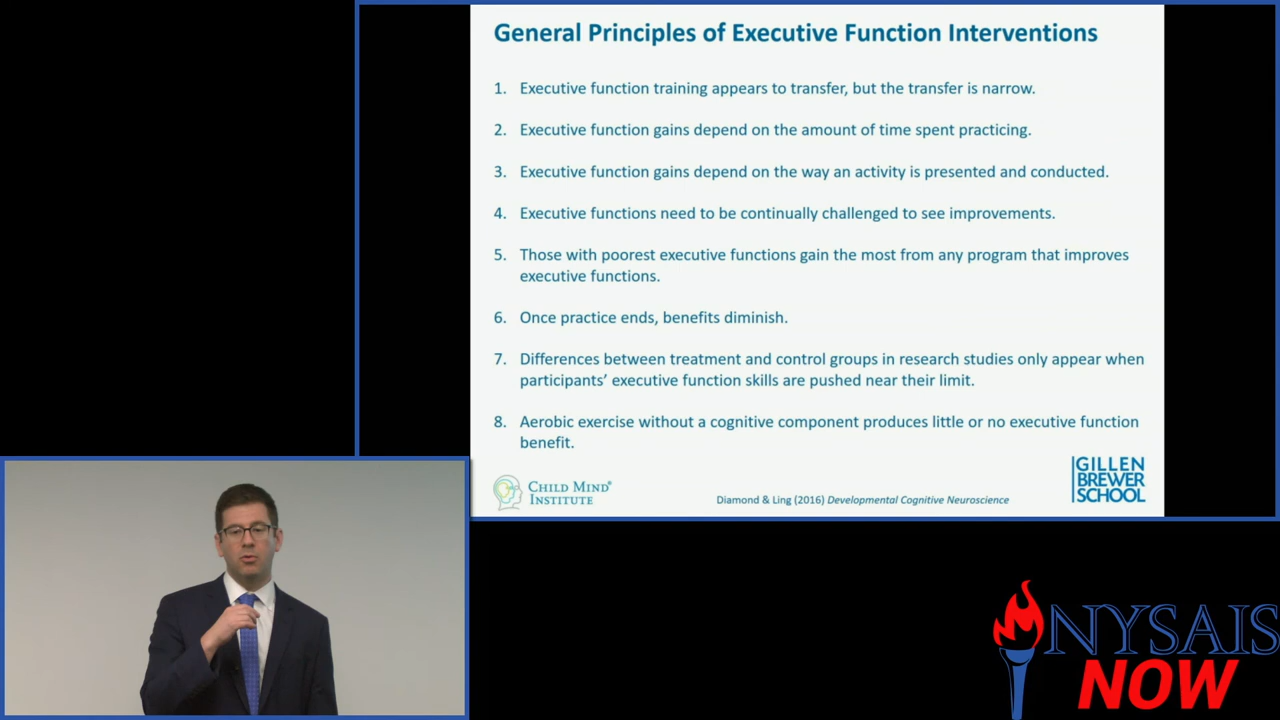 General Principles of Executive Function Interventions
1. Executive function training appears to transfer, but the transfer is narrow.
2. Executive function gains depend on the amount of time spent practicing.
3. Executive function gains depend on the way an activity is presented and conducted.
4. Executive functions need to be continually challenged to see improvements.
5. Those with poorest executive functions gain the most from any program that improves
executive functions.
6. Once practice ends, benefits diminish.
7. Differences between treatment and control groups in research studies only appear when
participants' executive function skills are pushed near their limit.
8. Aerobic exercise without a cognitive component produces little or no executive function
benefit.
CHILD MIND®
INSTITUTE
Diamond & Ling (2016) Developmental Cognitive Neuroscience
GILLEN
BREWER
SCHOOL
NYSAIS
NOW